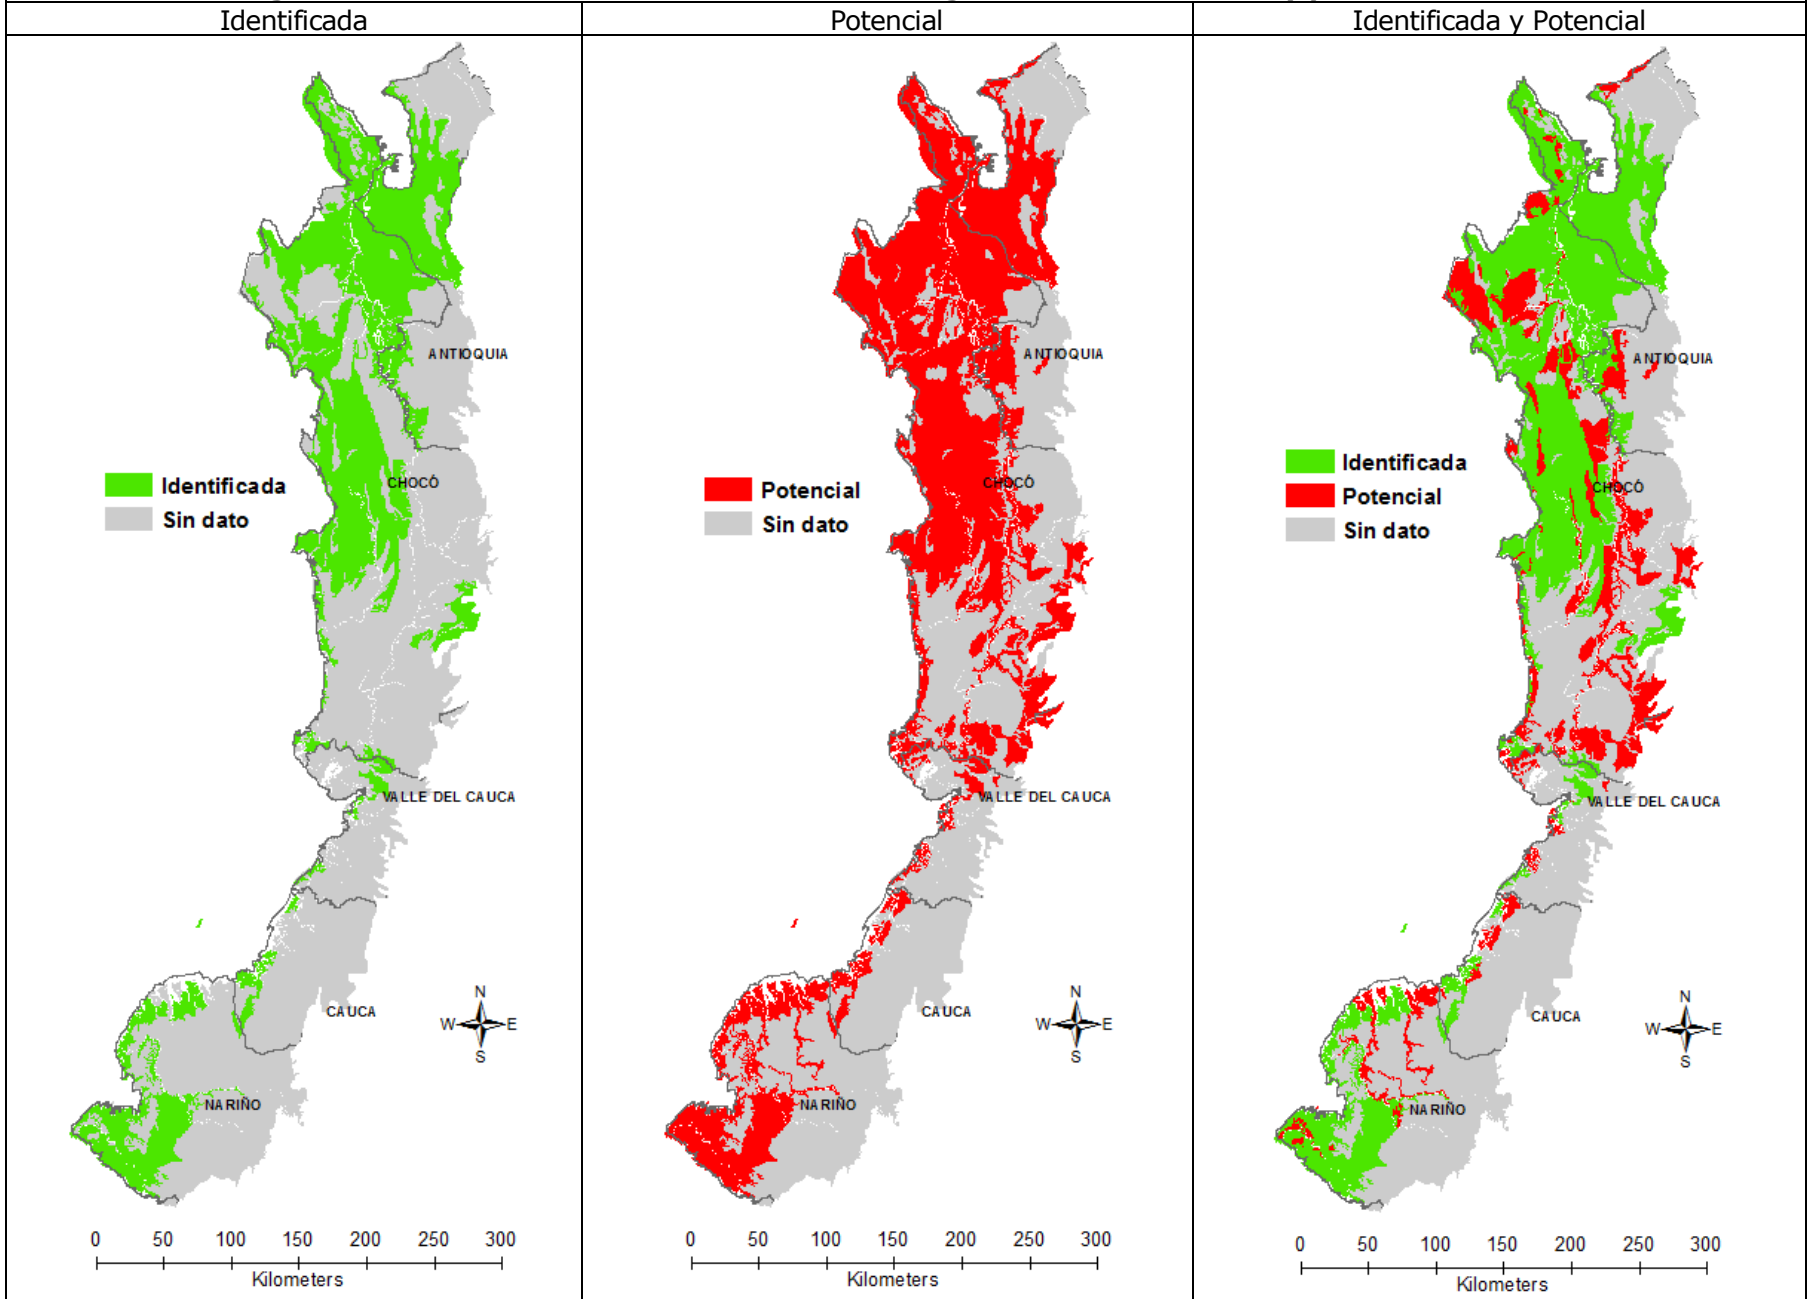 Identificada
Potencial
Identificada y Potencial
ANTIOQUIA
CHOCÓ
Identificada
Sin dato
VALLE DEL CAUCA
CAUCA
N
W E
S
NARIÑO
0 50 100 150 200 250 300
Kilometers
ANTIOQUIA
CHOCÓ
Potencial
Sin dato
VALLE DEL CAUCA
CAUCA
N
W E
S
NARIÑO
0 50 100 150 200 250 300
Kilometers
ANTIOQUIA
Identificada
CHOCÓ
Potencial
Sin dato
VALLE DEL CAUCA
CAUCA
N
W E
S
NARIÑO
0 50 100 150 200 250 300
Kilometers